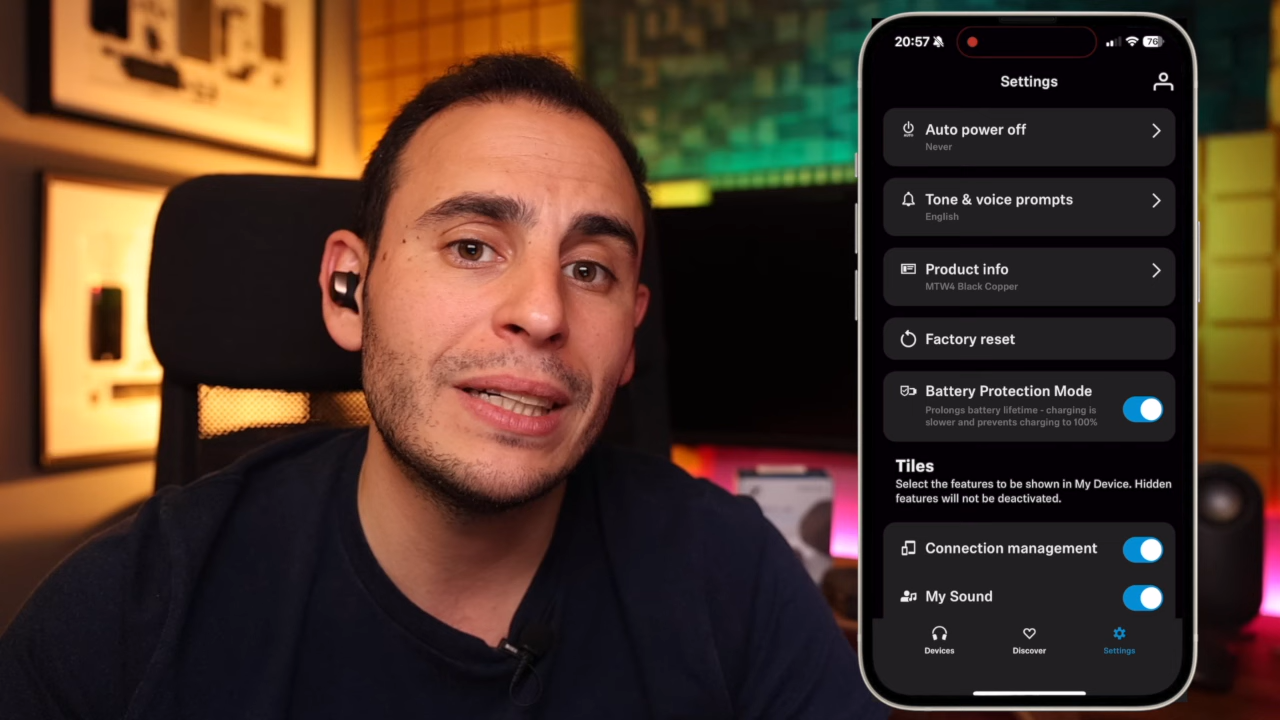 20:57
76
Settings
Auto power off
Never
Tone & voice prompts
English
Product info
MTW4 Black Copper
Factory reset
Battery Protection Mode
Prolongs battery lifetime - charging is
slower and prevents charging to 100%
Tiles
Select the features to be shown in My Device. Hidden
features will not be deactivated.
Connection management
My Sound
Devices
Discover
Settings